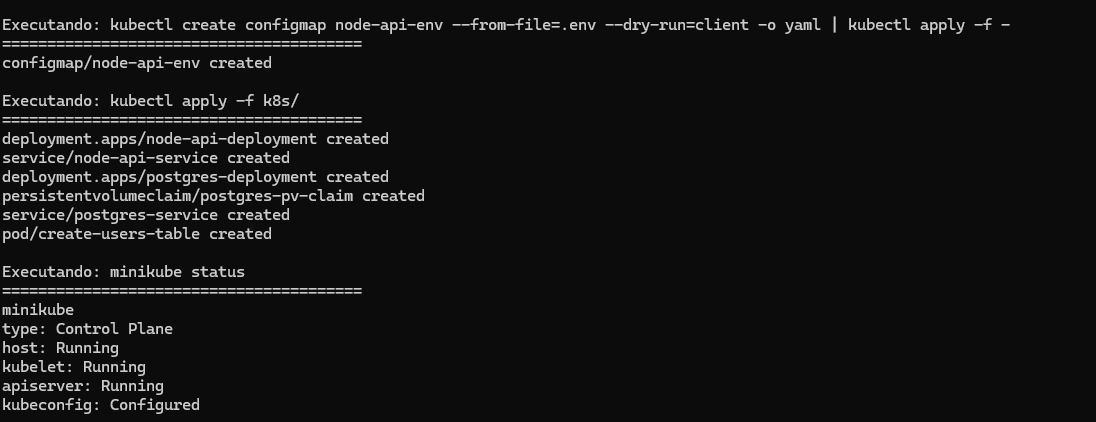 Executando: kubectl create configmap node-api-env --from-file=.env --dry-run=client -o yaml | kubectl apply -f -
========================================
configmap/node-api-env created
Executando: kubectl apply -f k8s/
========================================
deployment.apps/node-api-deployment created
service/node-api-service created
deployment.apps/postgres-deployment created
persistentvolumeclaim/postgres-pv-claim created
service/postgres-service created
pod/create-users-table created
Executando: minikube status
========================================
minikube
type: Control Plane
host: Running
kubelet: Running
apiserver: Running
kubeconfig: Configured